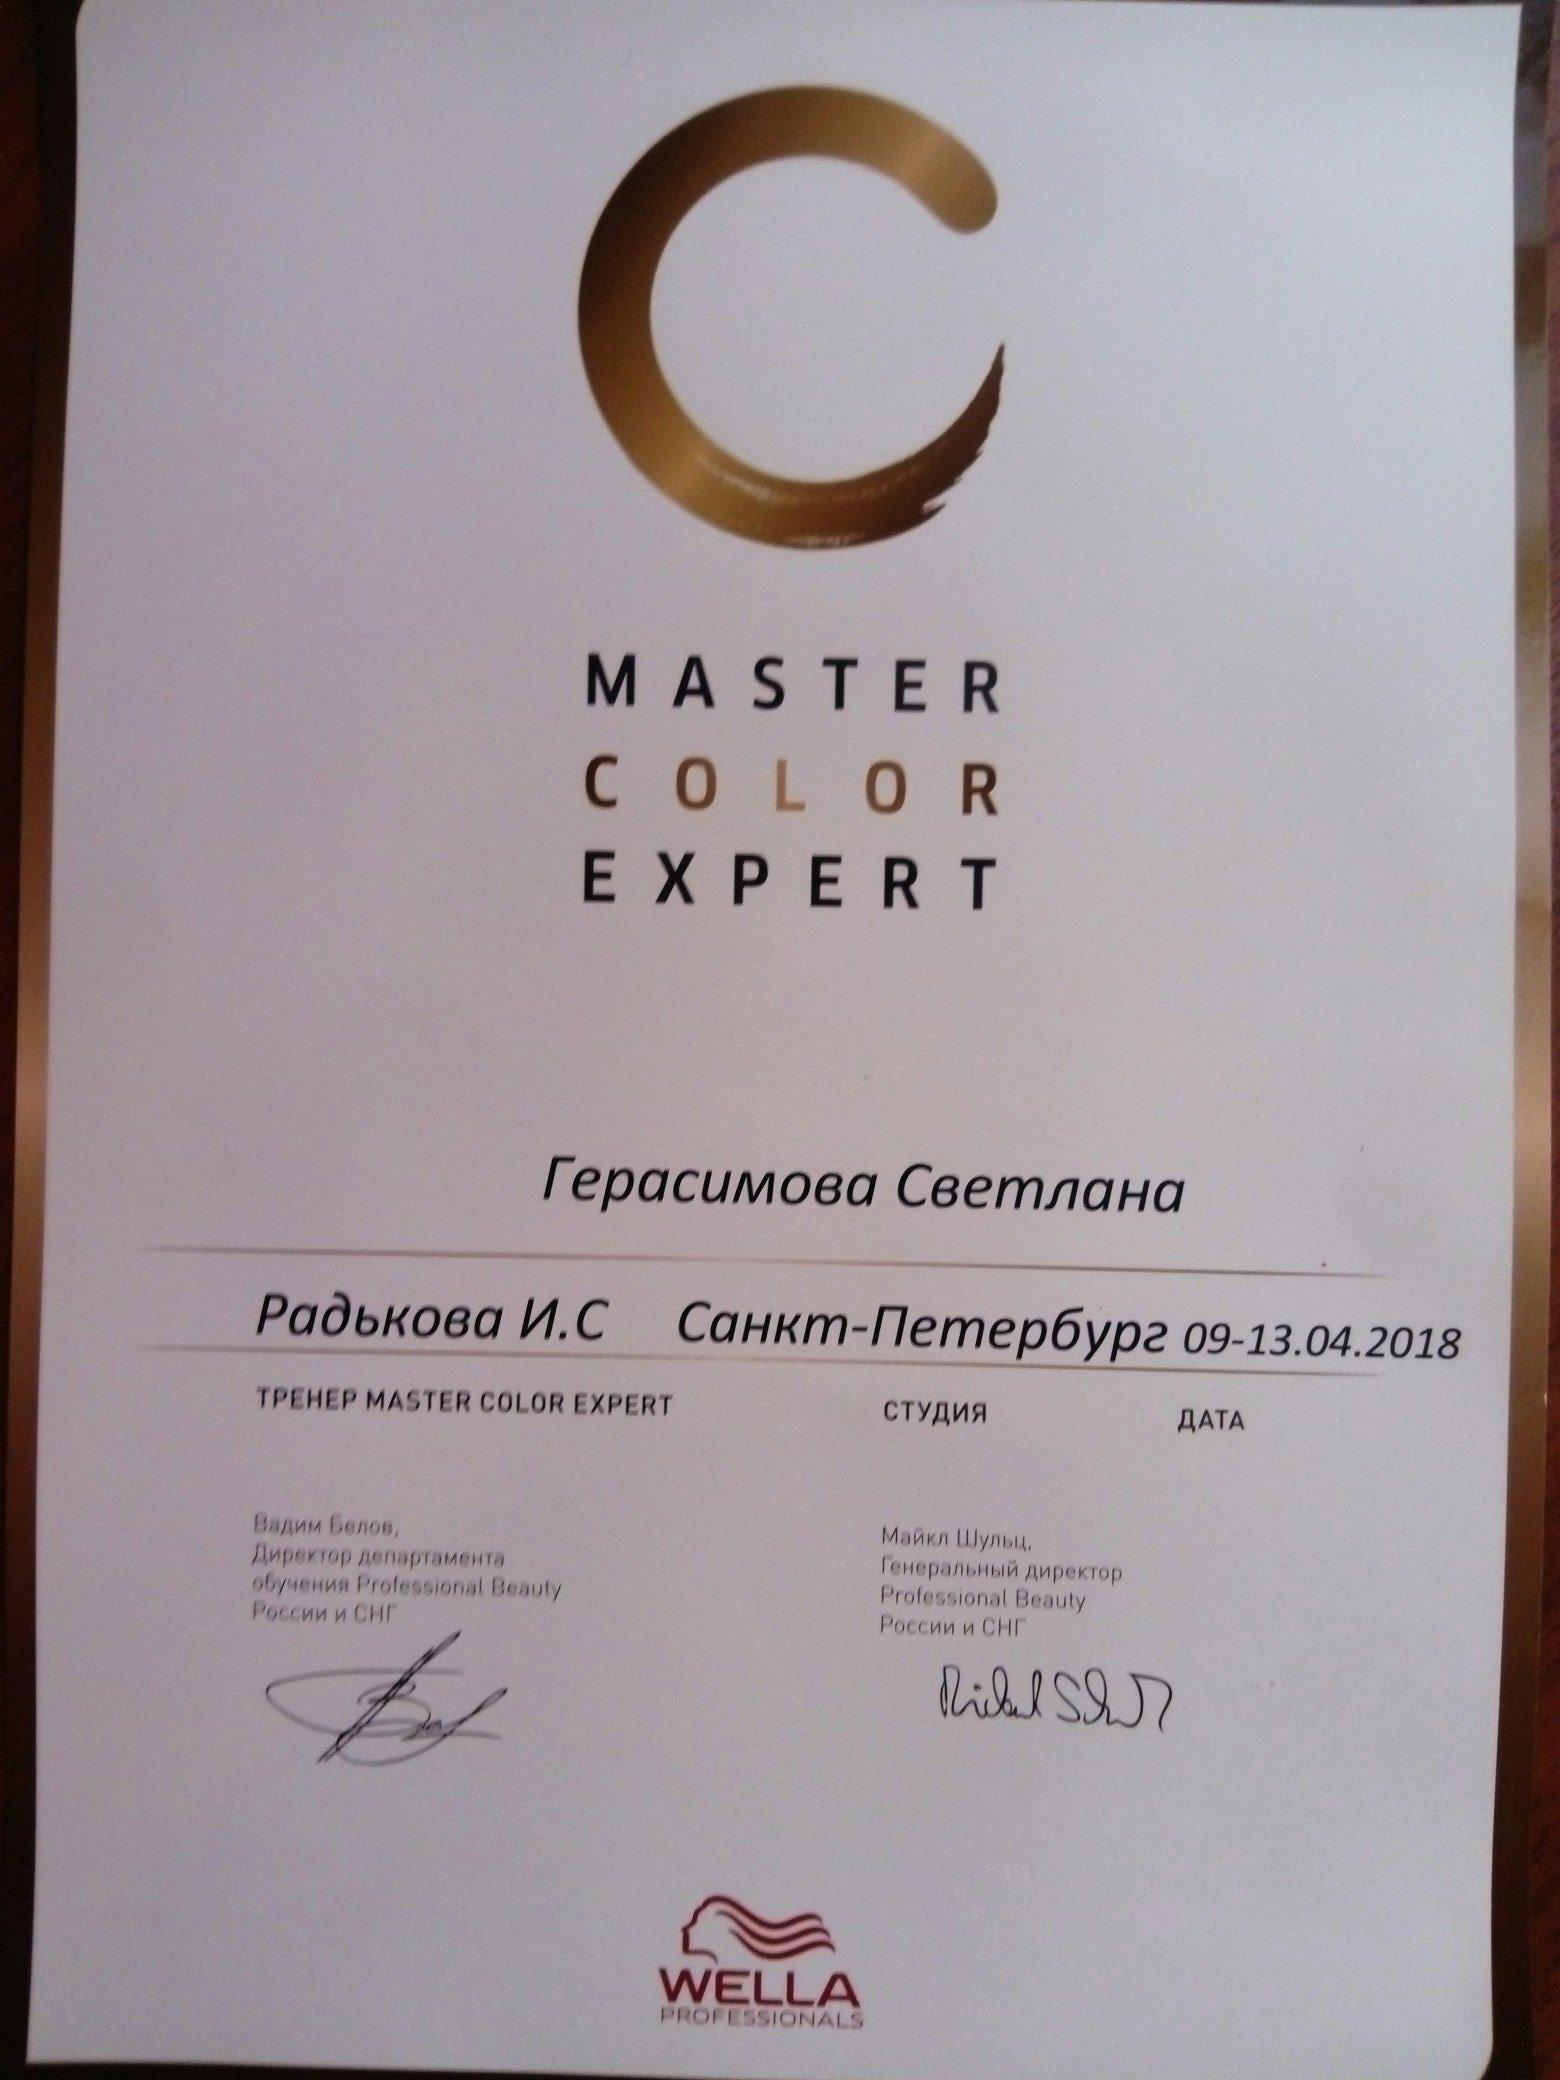 MASTER
COLOR
EXPERT
Герасимова Светлана
Радькова И.С Санкт-Петербург 09-13.04.2018
ТРЕНЕР MASTER COLOR EXPERT СТУДИЯ ДАТА
Вадим Белов,
Директор департамента
обучения Professional Beauty
России и СНГ
Майкл Шульц,
Генеральный директор
Professional Beauty
России и СНГ
WELLA
PROFESSIONALS